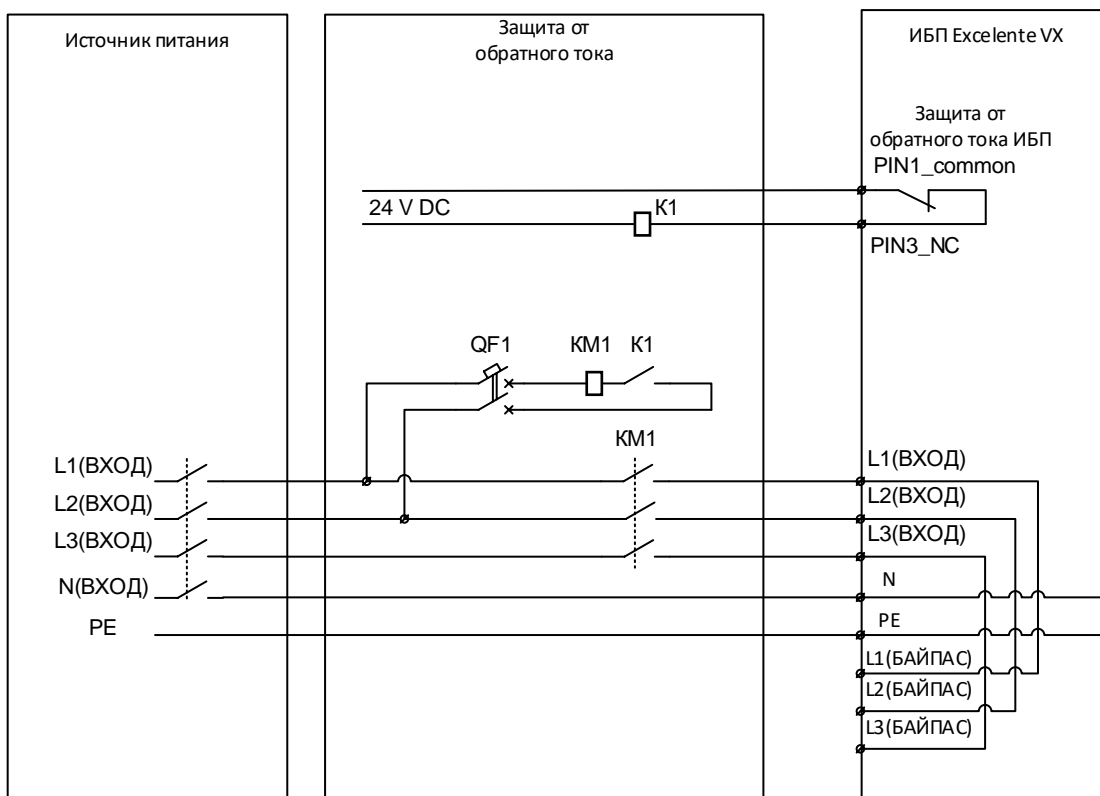 Источник питания
Защита от
обратного тока
ИБП Excelente VX
Защита от
обратного тока ИБП
PIN1_common
24 V DC
К1
PIN3_NC
QF1
КМ1
К1
КМ1
L1(ВХОД)
L2(ВХОД)
L3(ВХОД)
N(ВХОД)
PE
L1(ВХОД)
L2(ВХОД)
L3(ВХОД)
N
PE
L1(БАЙПАС)
L2(БАЙПАС)
L3(БАЙПАС)